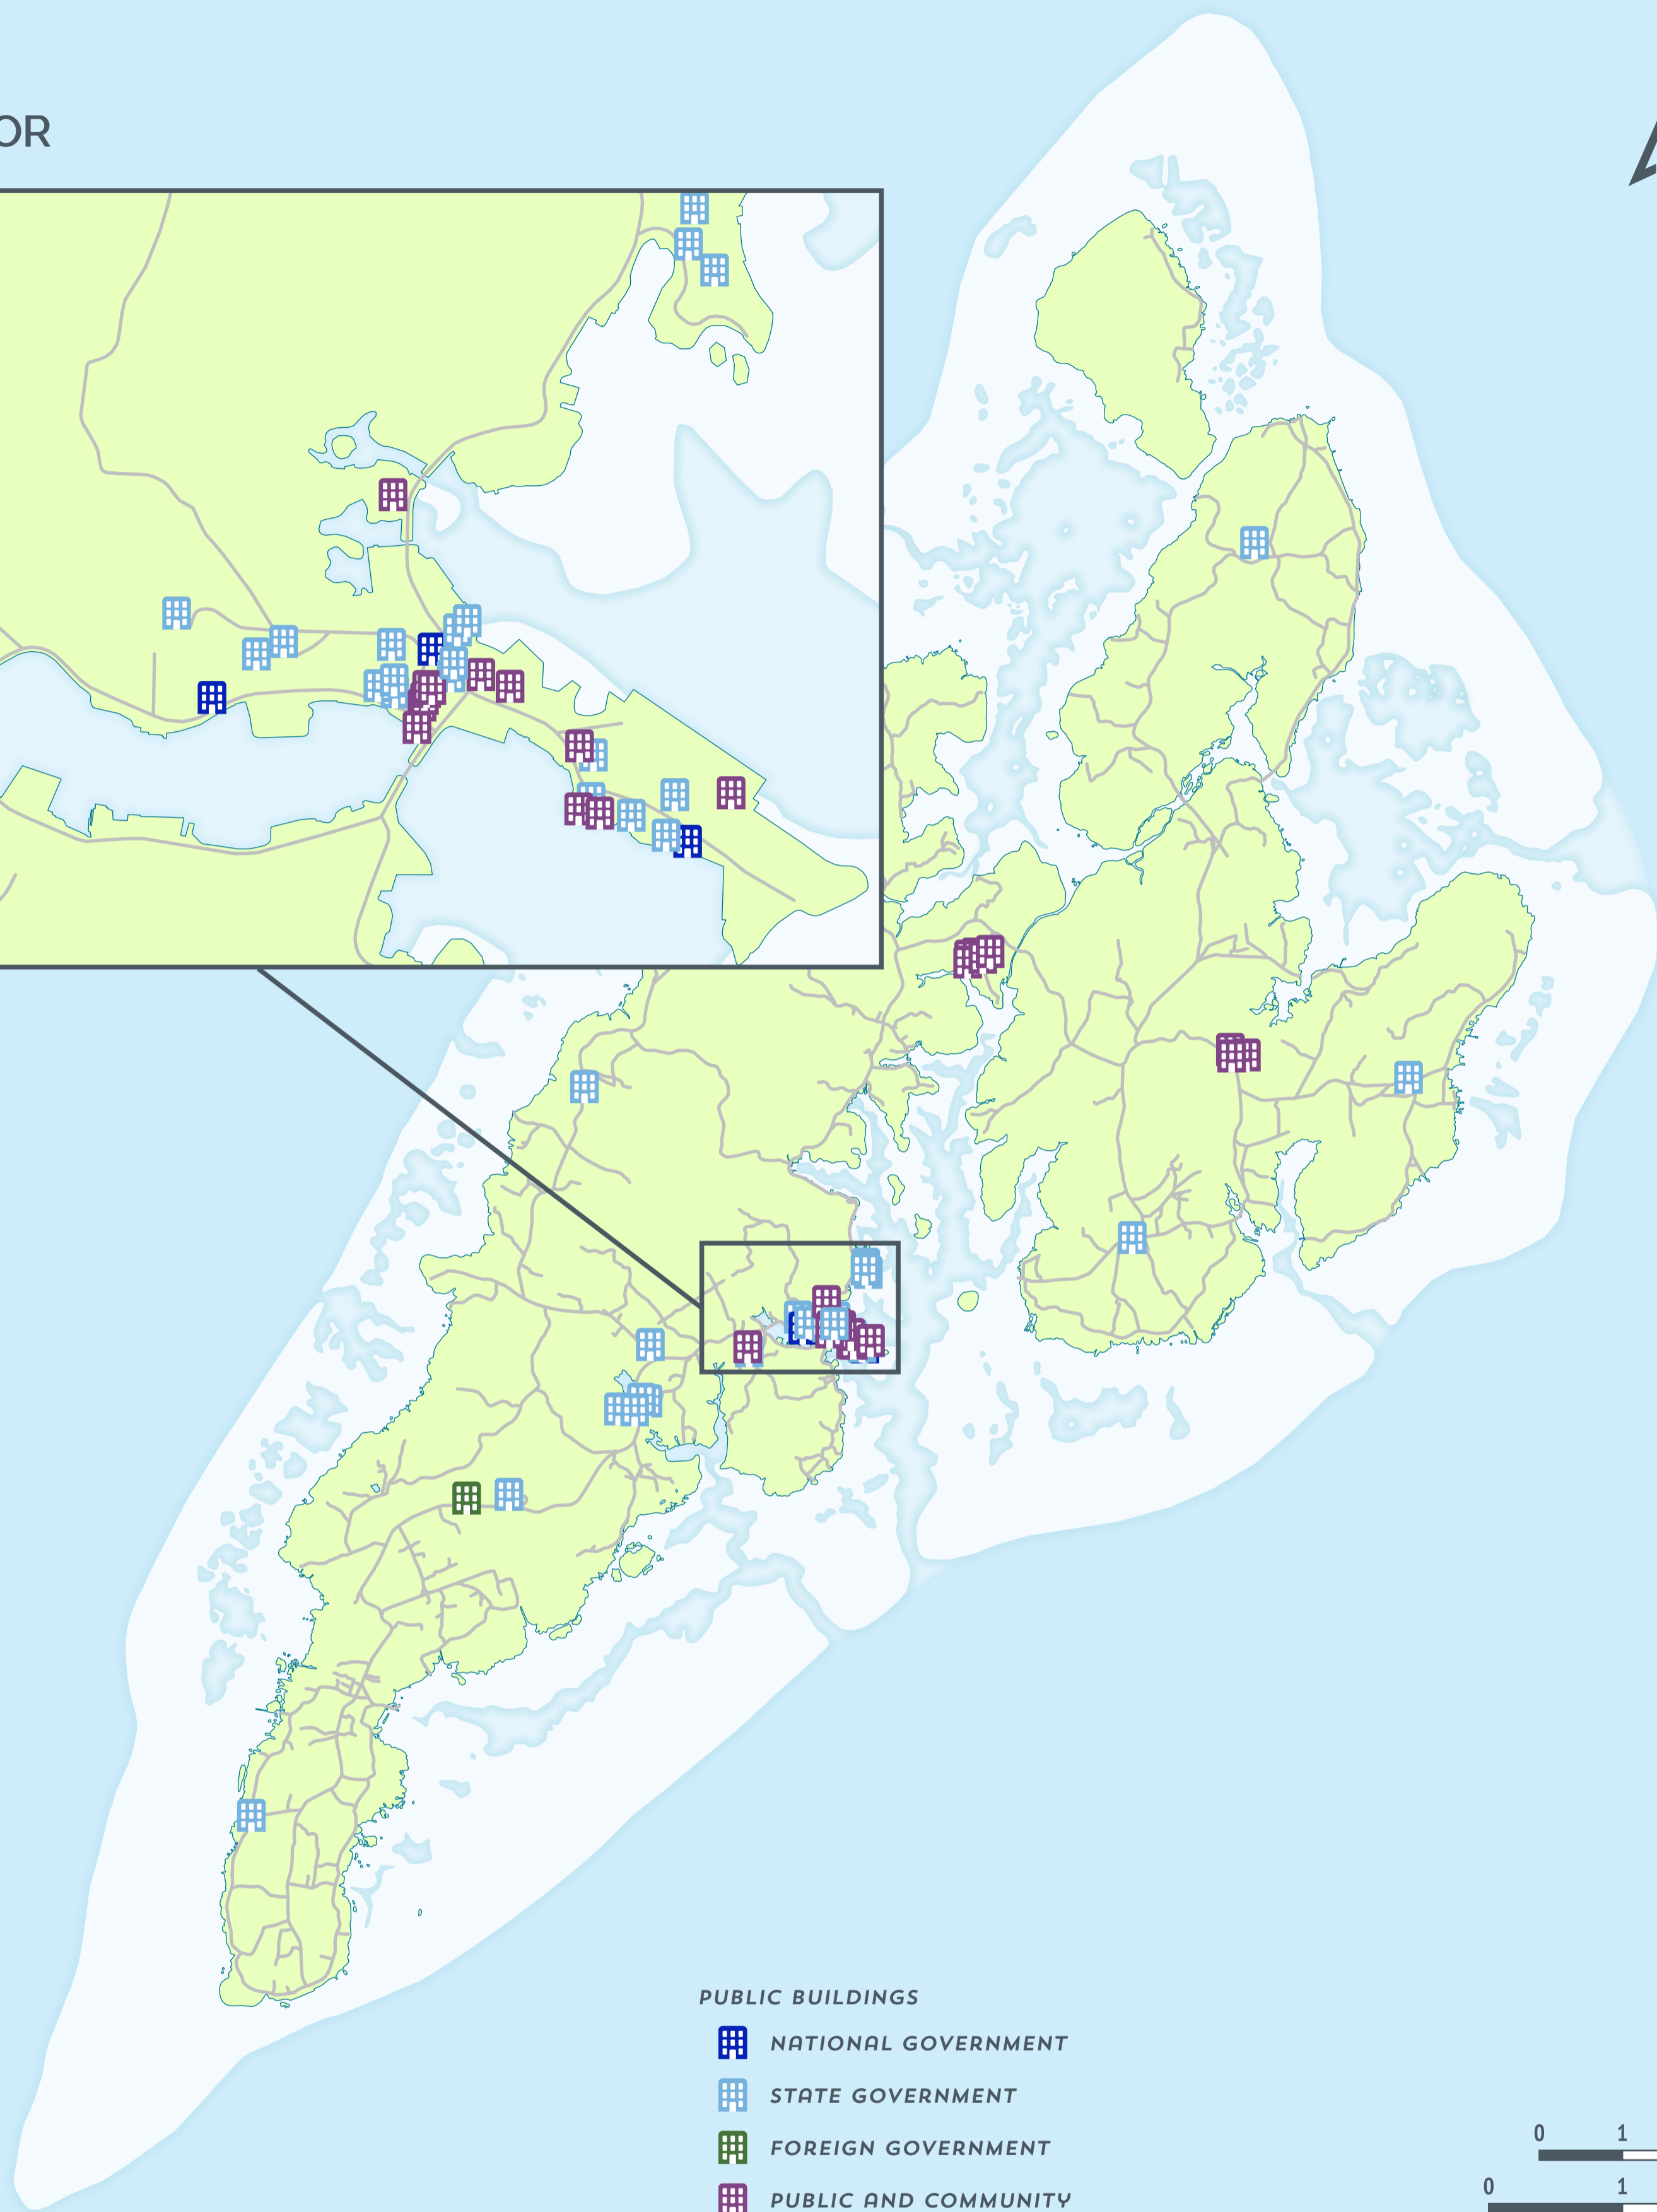 OR
PUBLIC BUILDINGS
NATIONAL GOVERNMENT
STATE GOVERNMENT
FOREIGN GOVERNMENT
PUBLIC AND COMMUNITY
0 1
0 1